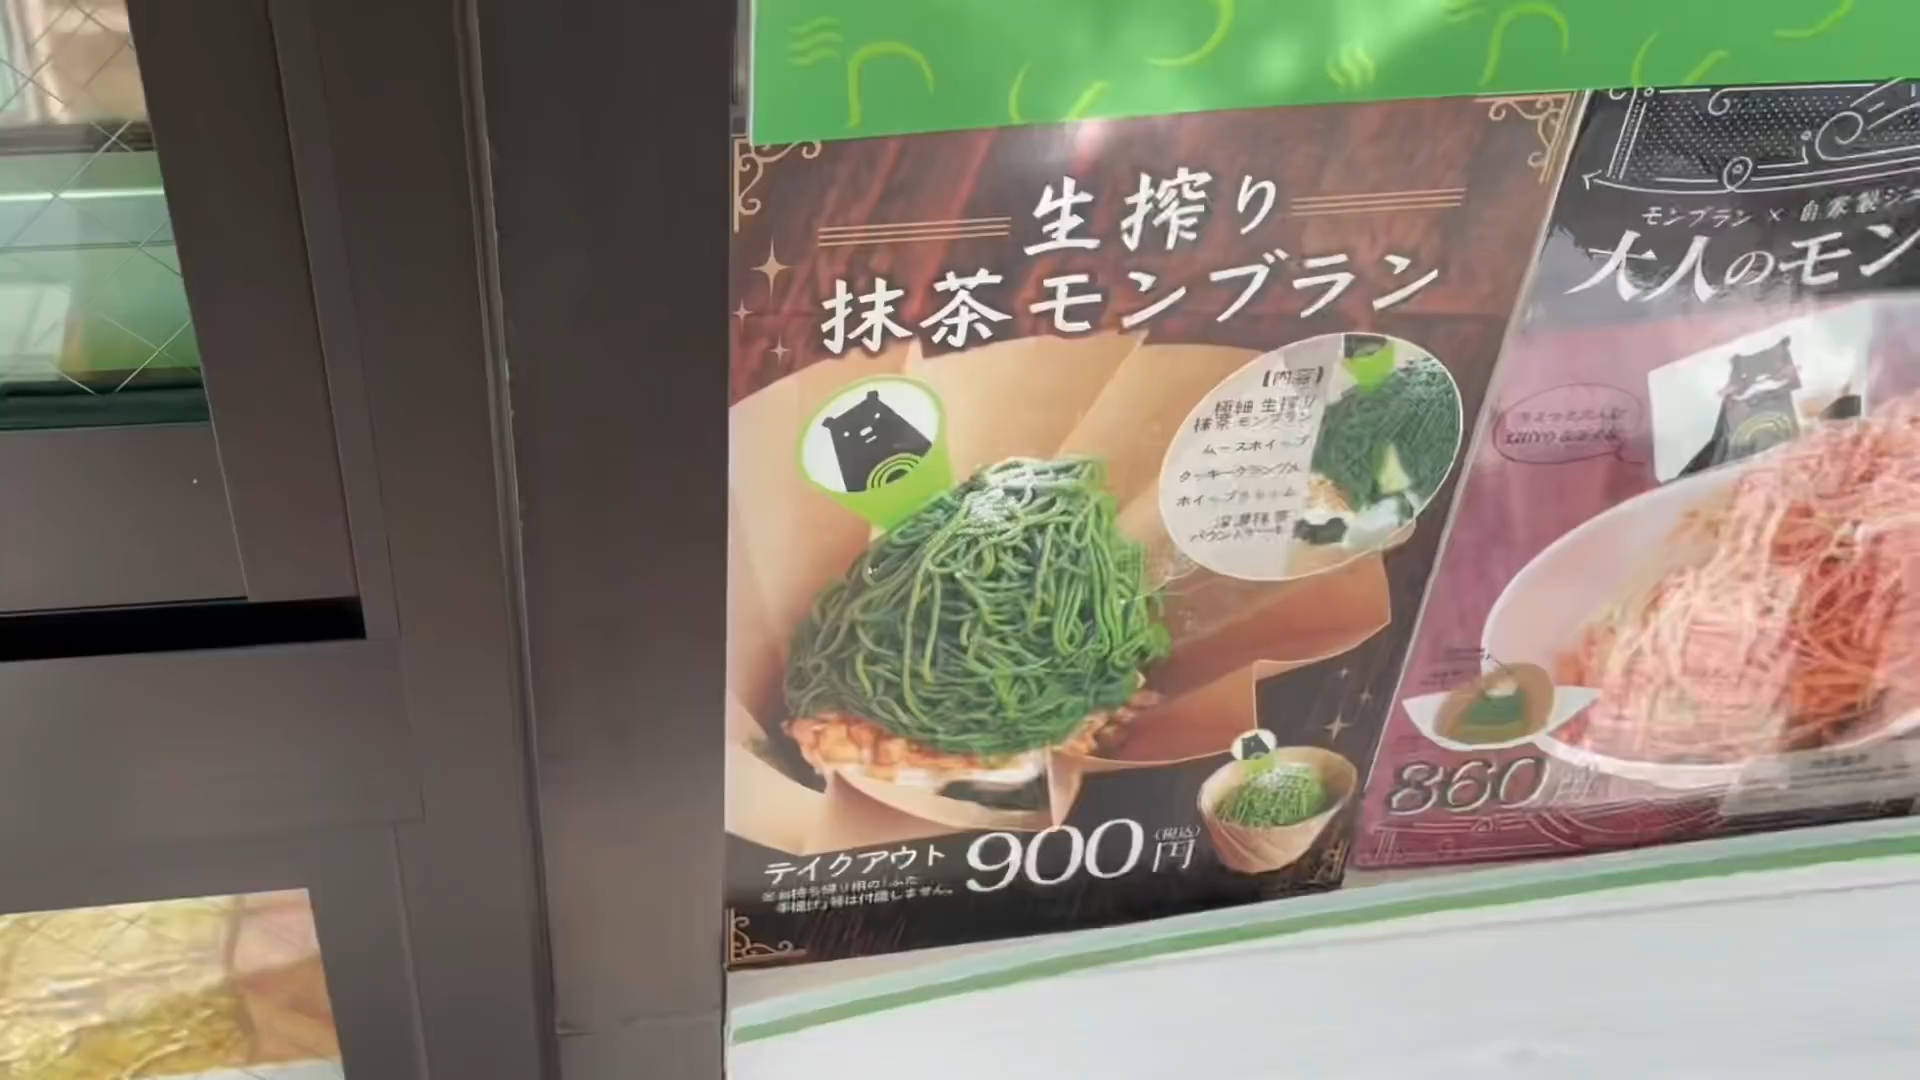 生搾り
抹茶モンブラン
【内容】
極細 生搾り
抹茶モンブラン
ムースホイップ
クッキークランブル
ホイップクリーム
濃厚抹茶
パウンドケーキ
テイクアウト
900円
(税込)
※お持ち帰り用のふた
手提げ袋は付属しません。
モンブラン × 自家製ジェ
大人のモン
860円